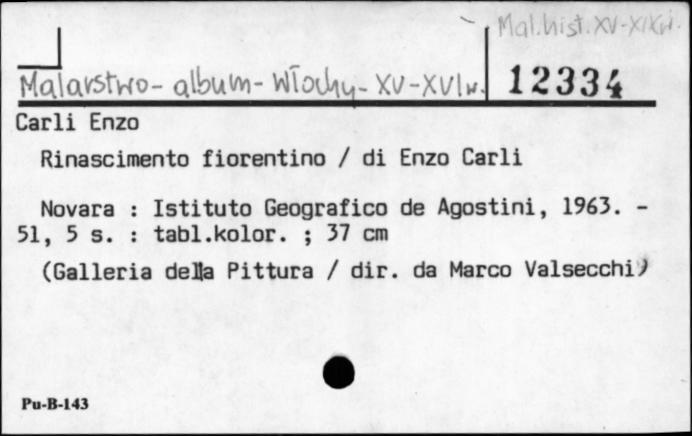 Mal. hist. XV-XIX w.
Malarstwo - album - Włochy - XV-XVI w.
12334
Carli Enzo
Rinascimento fiorentino / di Enzo Carli
Novara : Istituto Geografico de Agostini, 1963. -
51, 5 s. : tabl.kolor. ; 37 cm
(Galleria della Pittura / dir. da Marco Valsecchi)
Pu-B-143